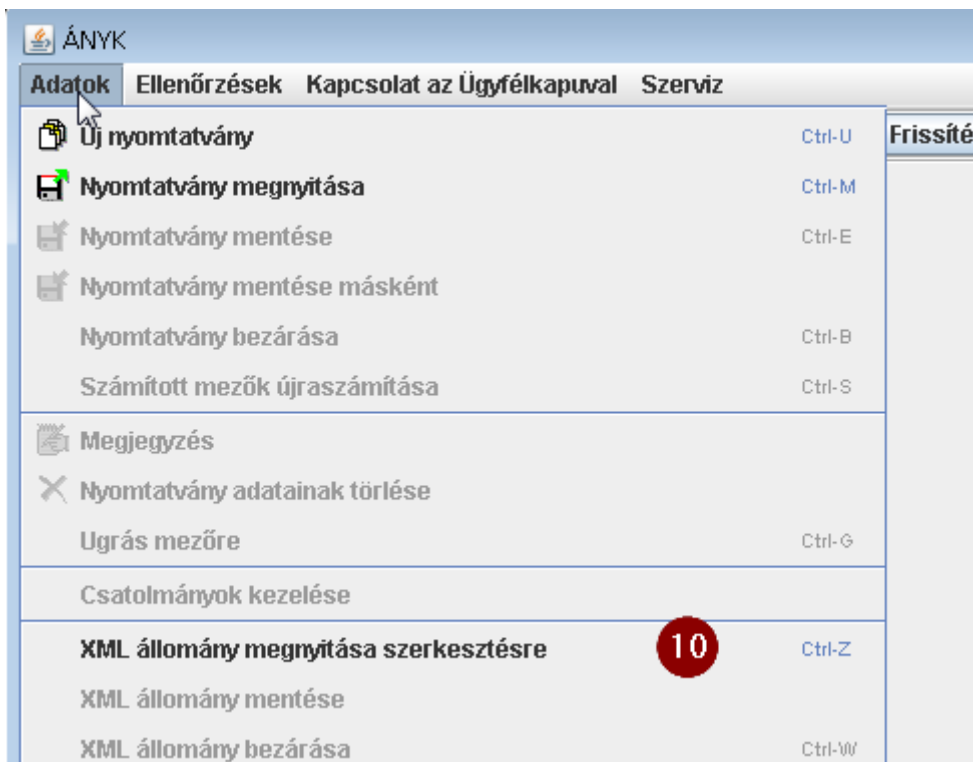 ÁNYK
Adatok Ellenőrzések Kapcsolat az Ügyfélkapuval Szerviz
Új nyomtatvány Ctrl-U
Frissíté
Nyomtatvány megnyitása Ctrl-M
Nyomtatvány mentése Ctrl-E
Nyomtatvány mentése másként
Nyomtatvány bezárása Ctrl-B
Számított mezők újraszámítása Ctrl-S
Megjegyzés
Nyomtatvány adatainak törlése
Ugrás mezőre Ctrl-G
Csatolmányok kezelése
XML állomány megnyitása szerkesztésre 10 Ctrl-Z
XML állomány mentése
XML állomány bezárása Ctrl-W